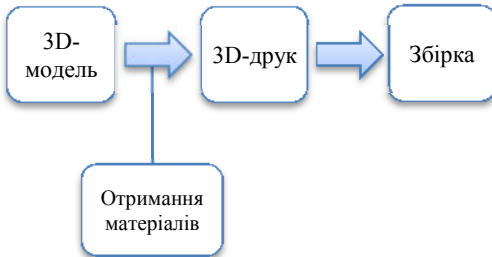 3D-
модель
3D-друк
Збірка
Отримання
матеріалів